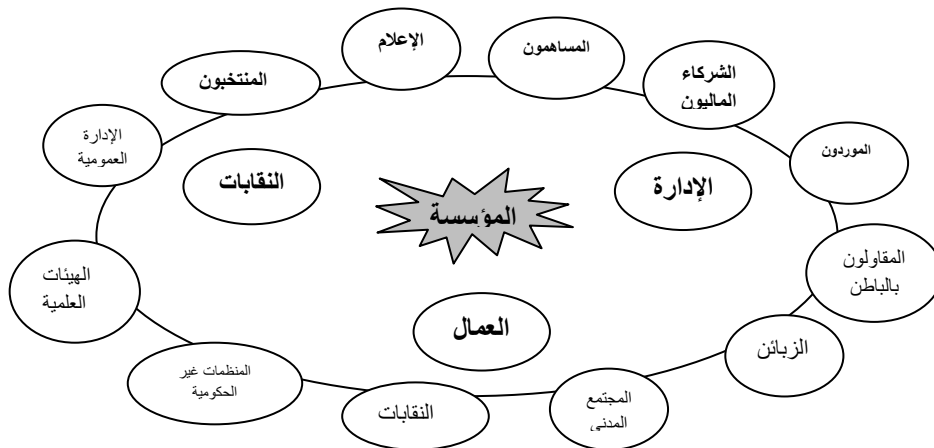 الإعلام
المساهمون
الشركاء
الماليون
المنتخبون
الإدارة
العمومية
الموردون
النقابات
الإدارة
المؤسسة
المقاولون
بالباطن
الهيئات
العلمية
العمال
الزبائن
المنظمات غير
الحكومية
المجتمع
المدني
النقابات